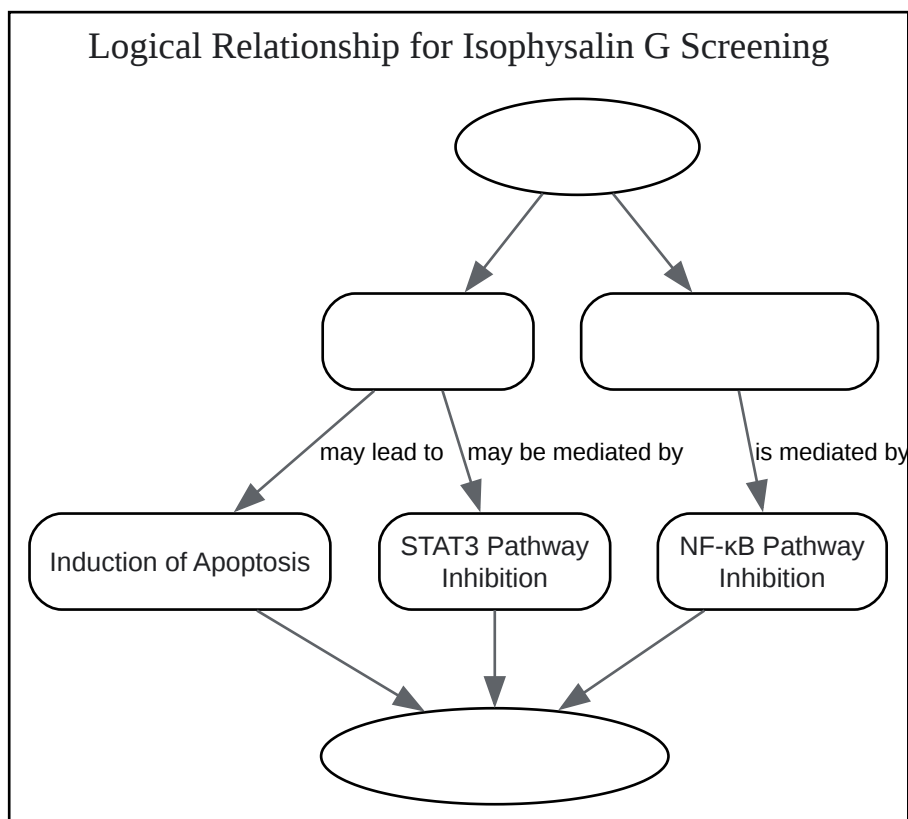 Logical Relationship for Isophysalin G Screening
may lead to
may be mediated by
is mediated by
Induction of Apoptosis
STAT3 Pathway
Inhibition
NF-κB Pathway
Inhibition